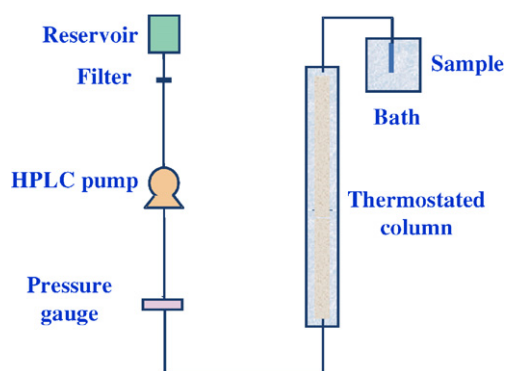 Reservoir
Filter
HPLC pump
Pressure
gauge
Sample
Bath
Thermostated
column